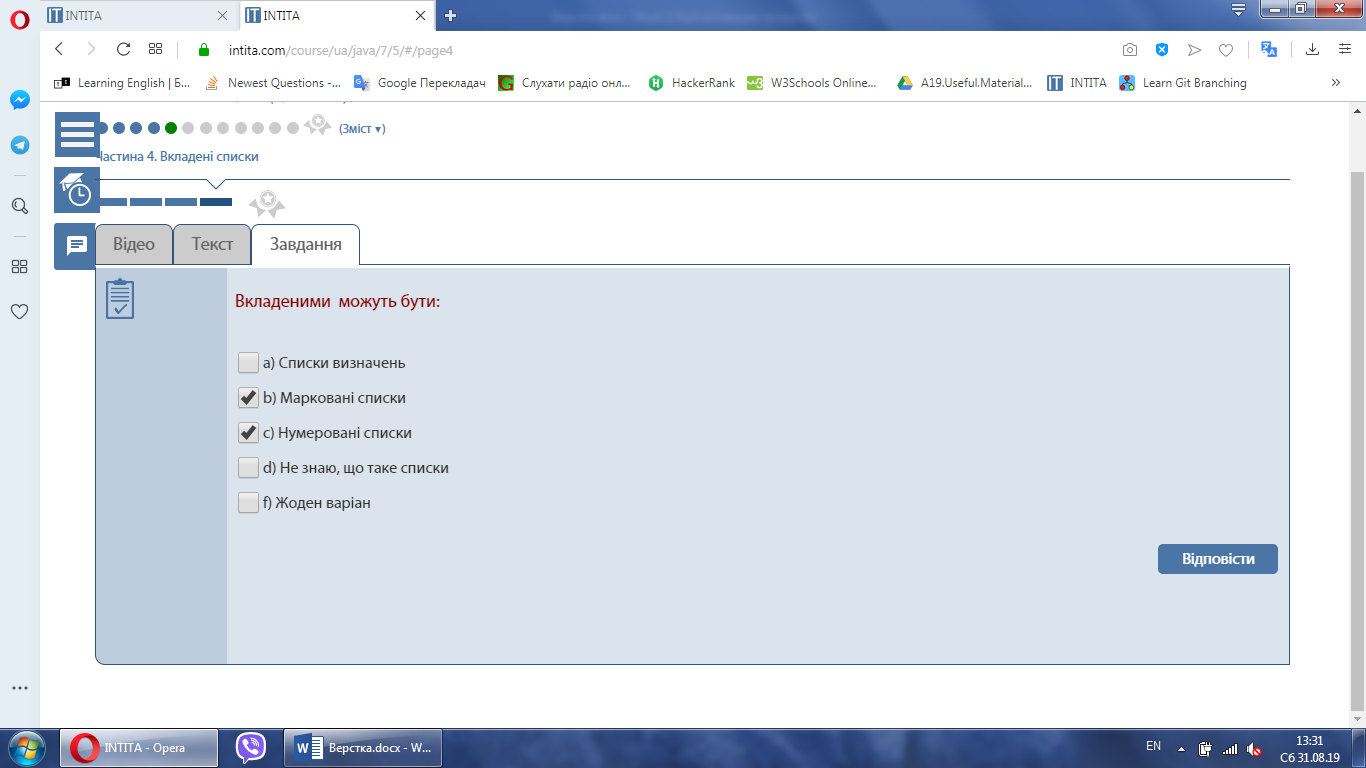 INTITA
INTITA
intita.com/course/ua/java/7/5/#/page4
Learning English | Б...
Newest Questions -...
Google Перекладач
Слухати радіо онл...
HackerRank
W3Schools Online...
A19.Useful.Material...
INTITA
Learn Git Branching
»
(Зміст ▾)
Частина 4. Вкладені списки
Відео
Текст
Завдання
Вкладеними можуть бути:
a) Списки визначень
b) Марковані списки
c) Нумеровані списки
d) Не знаю, що таке списки
f) Жоден варіан
Відповісти
INTITA - Opera
Верстка.docx - W...
EN
13:31
Сб 31.08.19